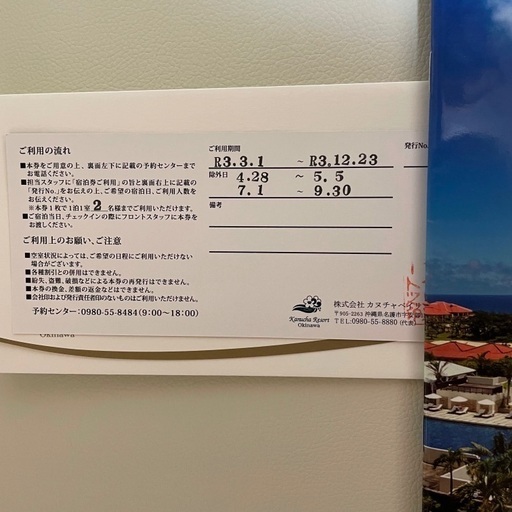 ご利用の流れ
■本券をご用意の上、裏面左下に記載の予約センターまで
お電話ください。
■担当スタッフに「宿泊券ご利用」の旨と裏面右上に記載の
「発行No.」をお伝えの上、ご希望の宿泊日、ご利用人数を
お伝えください。
※本券1枚で1泊1室 2 名様までご利用いただけます。
■ご宿泊当日、チェックインの際にフロントスタッフに本券を
お渡しください。
ご利用上のお願い、ご注意
■空室状況によっては、ご希望の日程にご利用いただけない
場合がございます。
■各種割引との併用はできません。
■紛失、盗難、破損などによる本券の再発行はできません。
■本券の換金、差額の返金などはできません。
■会社印および発行責任者印のないものはご利用いただけません。
予約センター:0980-55-8484(9:00〜18:00)
Okinawa
ご利用期間
R3.3.1 ~ R3.12.23
除外日 4.28 ~ 5.5
7.1 ~ 9.30
備考
発行No.
Kanucha Resort
Okinawa
株式会社 カヌチャベイ
〒905-2263 沖縄県名護市字
TEL:0980-55-8880 (代表)